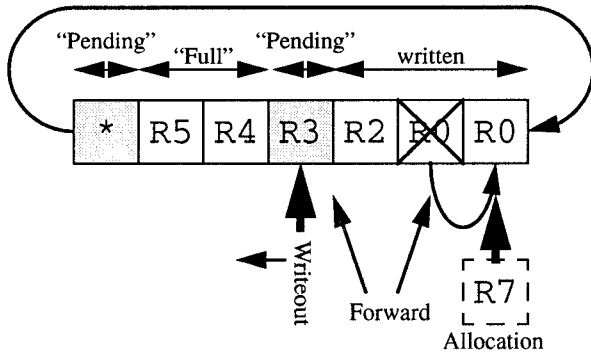 “Pending” “Full” “Pending” written
* R5 R4 R3 R2 R0 R0
Writeout
Forward
R7
Allocation